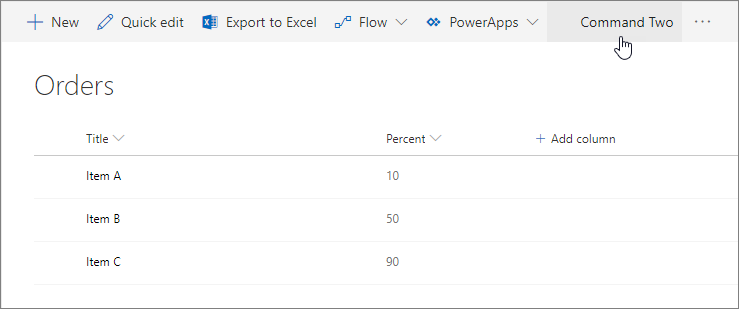 New Quick edit Export to Excel Flow PowerApps Command Two ...
Orders
Title Percent + Add column
Item A 10
Item B 50
Item C 90